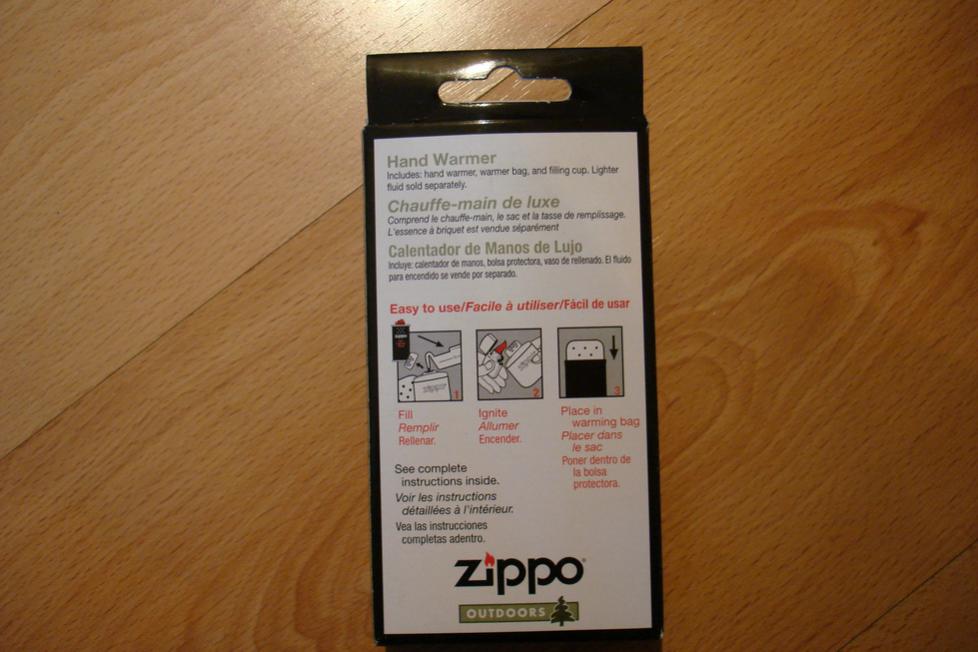 Hand Warmer
Includes: hand warmer, warmer bag, and filling cup. Lighter
fluid sold separately.
Chauffe-main de luxe
Comprend le chauffe-main, le sac et la tasse de remplissage.
L'essence à briquet est vendue séparément
Calentador de Manos de Lujo
Incluye: calentador de manos, bolsa protectora, vaso de rellenado. El fluido
para encendido se vende por separado.
Easy to use/Facile à utiliser/Fácil de usar
1
2
3
Fill
Remplir
Rellenar.
Ignite
Allumer
Encender.
Place in
warming bag
Placer dans
le sac
Poner dentro de
la bolsa
protectora.
See complete
instructions inside.
Voir les instructions
détaillées à l'intérieur.
Vea las instrucciones
completas adentro.
zippo
OUTDOORS